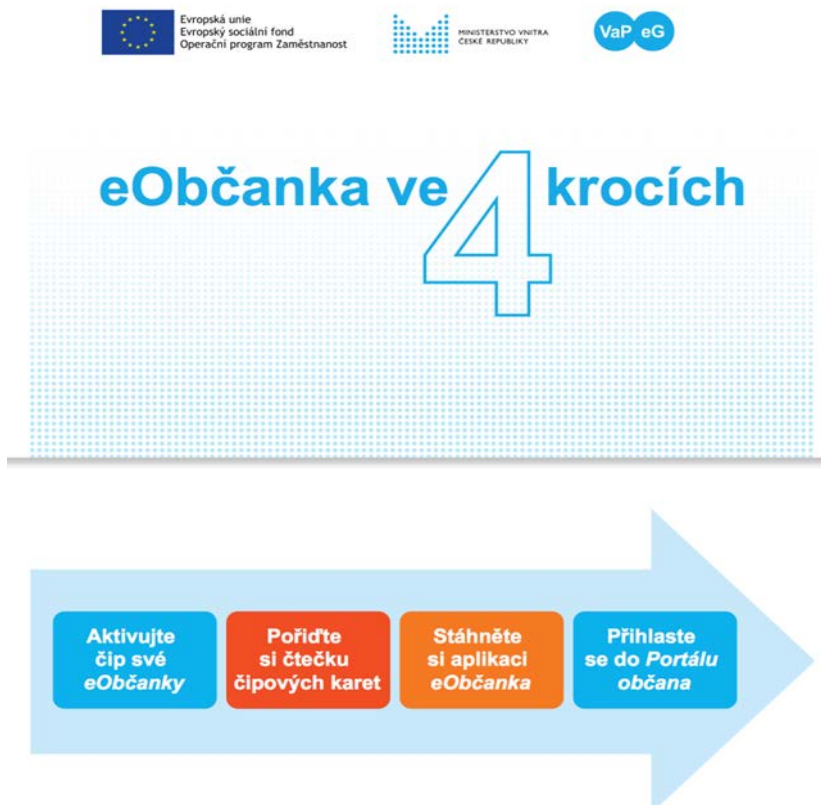 Evropská unie
Evropský sociální fond
Operační program Zaměstnanost
MINISTERSTVO VNITRA
ČESKÉ REPUBLIKY
VaP eG
eObčanka ve 4 krocích
Aktivujte
čip své
eObčanky
Pořiďte
si čtečku
čipových karet
Stáhněte
si aplikaci
eObčanka
Přihlaste
se do Portálu
občana